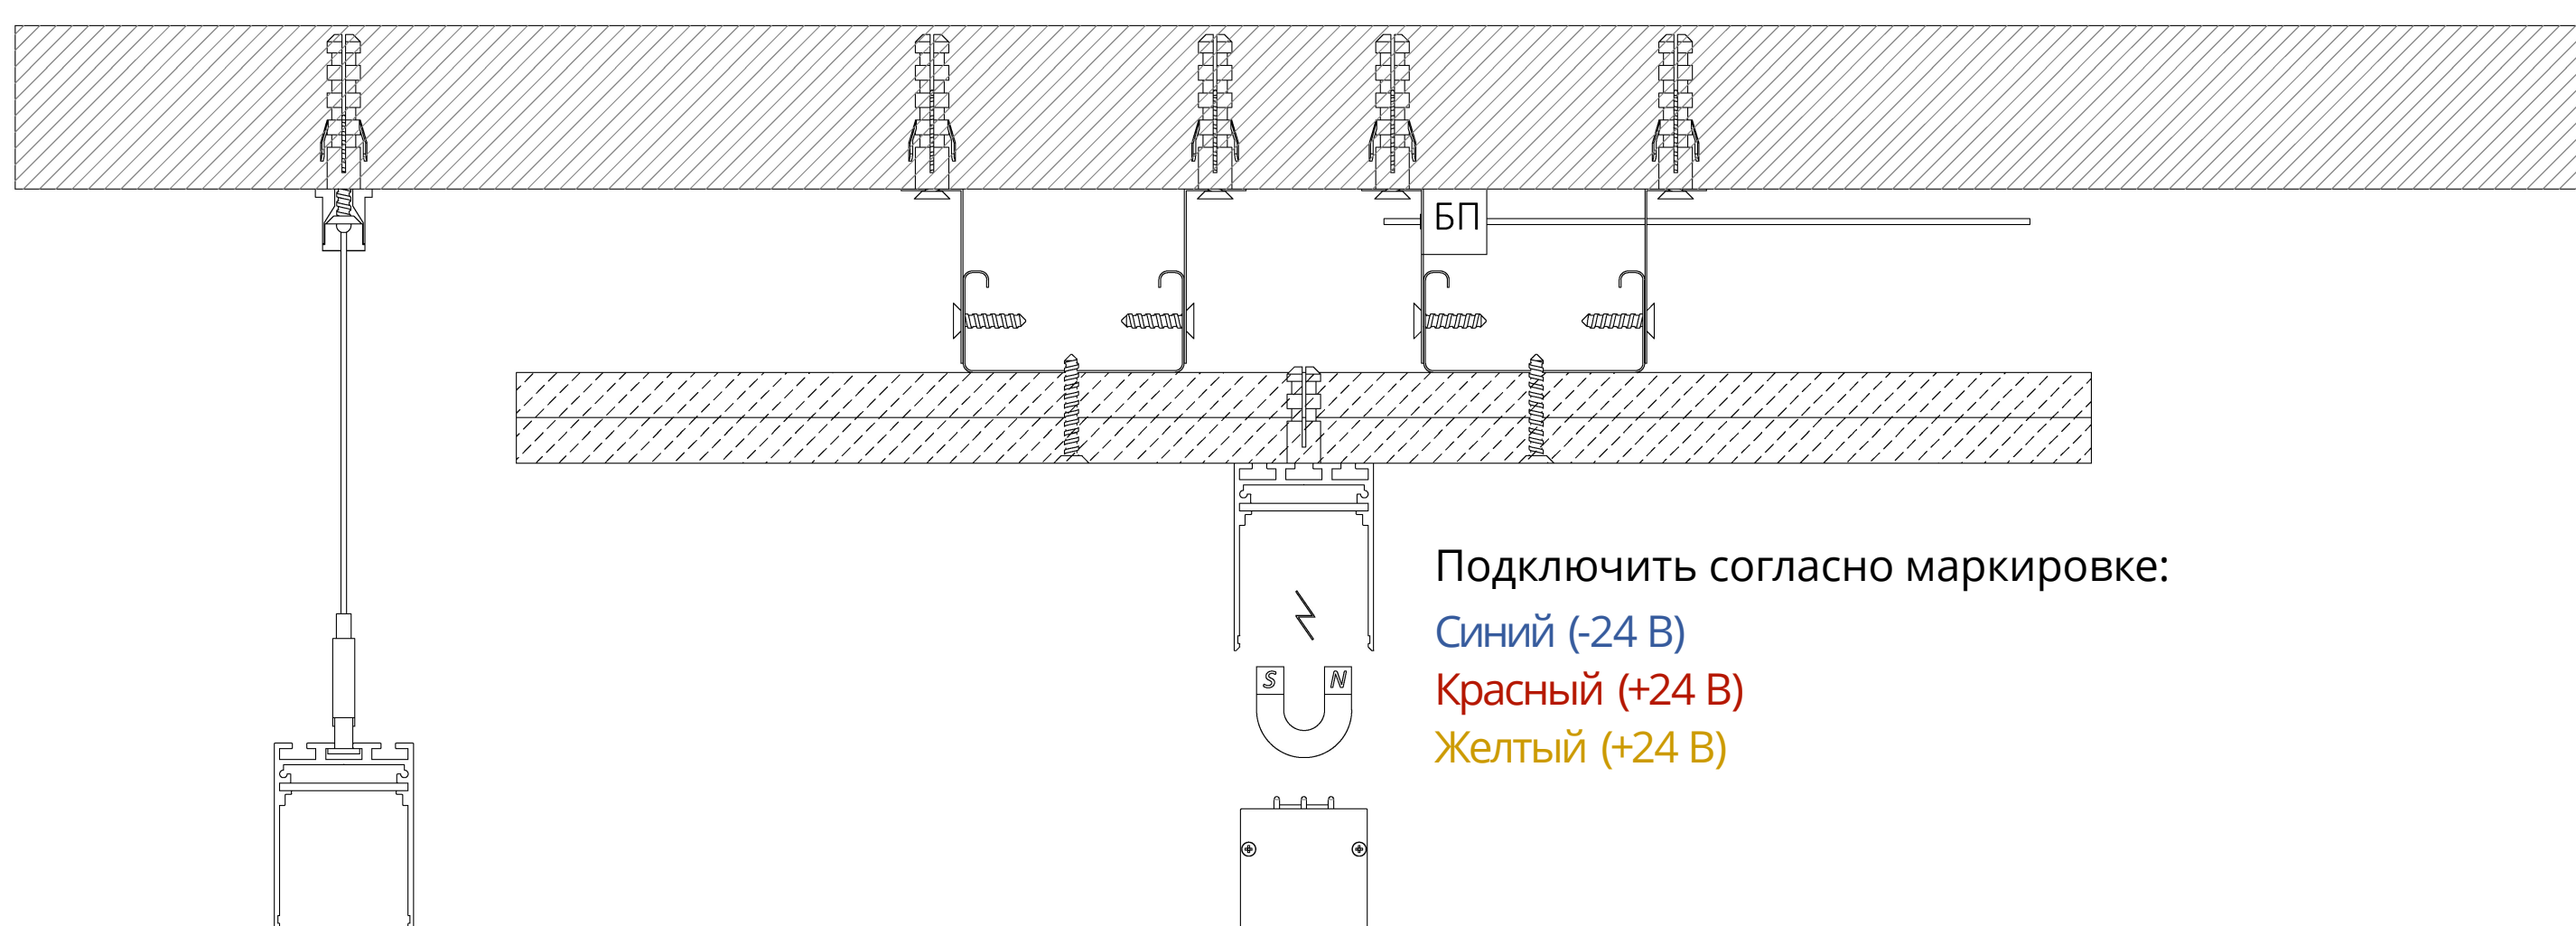 БП
Подключить согласно маркировке:
Синий (-24 В)
Красный (+24 В)
Желтый (+24 В)
S N